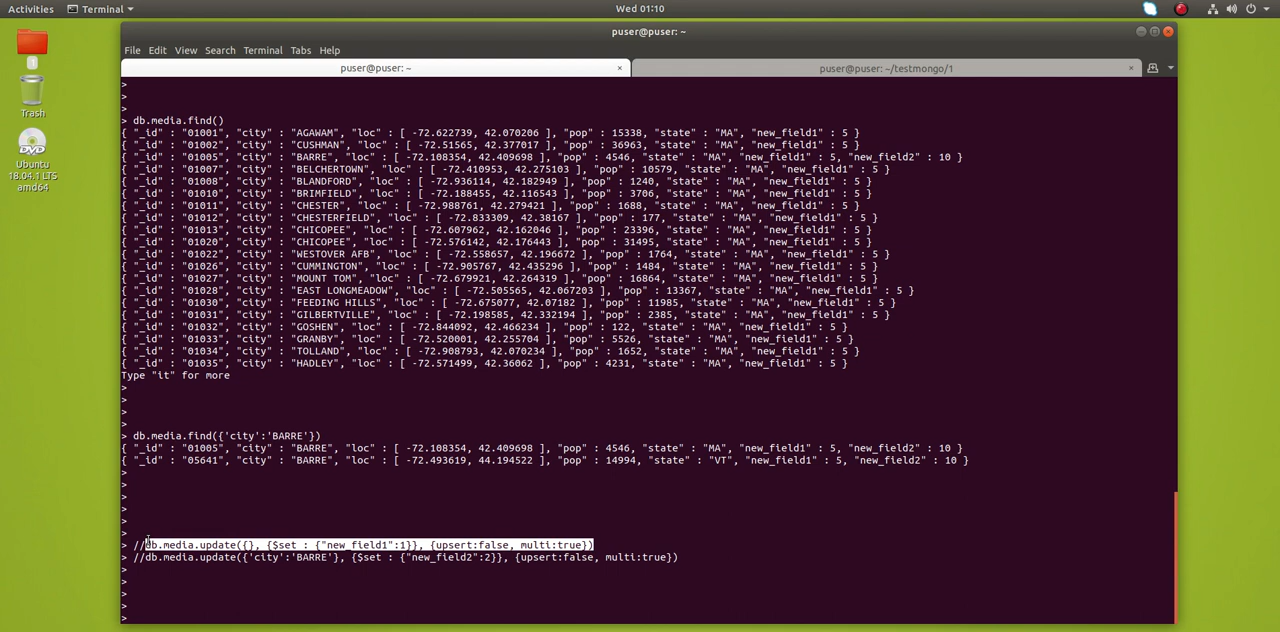 Activities Terminal Wed 01:10
puser@puser: ~
File Edit View Search Terminal Tabs Help
puser@puser: ~ × puser@puser: ~/testmongo/1 ×
1
Trash
Ubuntu
18.04.1 LTS
amd64
>
>
>
> db.media.find()
{ "_id" : "01001", "city" : "AGAWAM", "loc" : [ -72.622739, 42.070206 ], "pop" : 15338, "state" : "MA", "new_field1" : 5 }
{ "_id" : "01002", "city" : "CUSHMAN", "loc" : [ -72.51565, 42.377017 ], "pop" : 36963, "state" : "MA", "new_field1" : 5 }
{ "_id" : "01005", "city" : "BARRE", "loc" : [ -72.108354, 42.409698 ], "pop" : 4546, "state" : "MA", "new_field1" : 5, "new_field2" : 10 }
{ "_id" : "01007", "city" : "BELCHERTOWN", "loc" : [ -72.410953, 42.275103 ], "pop" : 10579, "state" : "MA", "new_field1" : 5 }
{ "_id" : "01008", "city" : "BLANDFORD", "loc" : [ -72.936114, 42.182949 ], "pop" : 1240, "state" : "MA", "new_field1" : 5 }
{ "_id" : "01010", "city" : "BRIMFIELD", "loc" : [ -72.188455, 42.116543 ], "pop" : 3706, "state" : "MA", "new_field1" : 5 }
{ "_id" : "01011", "city" : "CHESTER", "loc" : [ -72.988761, 42.279421 ], "pop" : 1688, "state" : "MA", "new_field1" : 5 }
{ "_id" : "01012", "city" : "CHESTERFIELD", "loc" : [ -72.833309, 42.38167 ], "pop" : 177, "state" : "MA", "new_field1" : 5 }
{ "_id" : "01013", "city" : "CHICOPEE", "loc" : [ -72.607962, 42.162046 ], "pop" : 23396, "state" : "MA", "new_field1" : 5 }
{ "_id" : "01020", "city" : "CHICOPEE", "loc" : [ -72.576142, 42.176443 ], "pop" : 31495, "state" : "MA", "new_field1" : 5 }
{ "_id" : "01022", "city" : "WESTOVER AFB", "loc" : [ -72.558657, 42.196672 ], "pop" : 1764, "state" : "MA", "new_field1" : 5 }
{ "_id" : "01026", "city" : "CUMMINGTON", "loc" : [ -72.905767, 42.435296 ], "pop" : 1484, "state" : "MA", "new_field1" : 5 }
{ "_id" : "01027", "city" : "MOUNT TOM", "loc" : [ -72.679921, 42.264319 ], "pop" : 16864, "state" : "MA", "new_field1" : 5 }
{ "_id" : "01028", "city" : "EAST LONGMEADOW", "loc" : [ -72.505565, 42.067203 ], "pop" : 13367, "state" : "MA", "new_field1" : 5 }
{ "_id" : "01030", "city" : "FEEDING HILLS", "loc" : [ -72.675077, 42.07182 ], "pop" : 11985, "state" : "MA", "new_field1" : 5 }
{ "_id" : "01031", "city" : "GILBERTVILLE", "loc" : [ -72.198585, 42.332194 ], "pop" : 2385, "state" : "MA", "new_field1" : 5 }
{ "_id" : "01032", "city" : "GOSHEN", "loc" : [ -72.844092, 42.466234 ], "pop" : 122, "state" : "MA", "new_field1" : 5 }
{ "_id" : "01033", "city" : "GRANBY", "loc" : [ -72.520001, 42.255704 ], "pop" : 5526, "state" : "MA", "new_field1" : 5 }
{ "_id" : "01034", "city" : "TOLLAND", "loc" : [ -72.908793, 42.070234 ], "pop" : 1652, "state" : "MA", "new_field1" : 5 }
{ "_id" : "01035", "city" : "HADLEY", "loc" : [ -72.571499, 42.36062 ], "pop" : 4231, "state" : "MA", "new_field1" : 5 }
Type "it" for more
>
>
>
> db.media.find({'city':'BARRE'})
{ "_id" : "01005", "city" : "BARRE", "loc" : [ -72.108354, 42.409698 ], "pop" : 4546, "state" : "MA", "new_field1" : 5, "new_field2" : 10 }
{ "_id" : "05641", "city" : "BARRE", "loc" : [ -72.493619, 44.194522 ], "pop" : 14994, "state" : "VT", "new_field1" : 5, "new_field2" : 10 }
>
>
>
>
>
> //db.media.update({}, {$set : {"new_field1":1}}, {upsert:false, multi:true})
> //db.media.update({'city':'BARRE'}, {$set : {"new_field2":2}}, {upsert:false, multi:true})
>
>
>
>